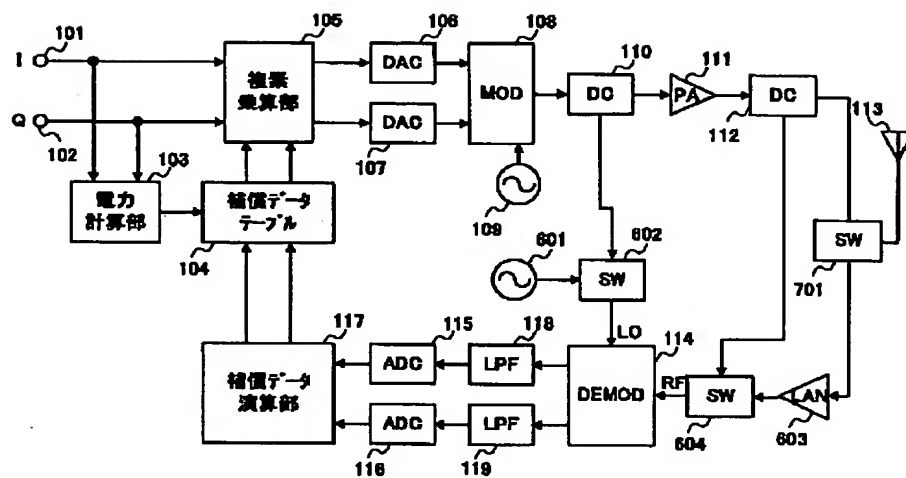 101
I
Q
102
103
電力
計算部
105
複素
乗算部
補償データ
テーブル
104
106
DAC
DAC
107
108
MOD
109
110
DC
111
PA
DC
112
113
601
602
SW
SW
701
LO
117
補償データ
演算部
115
ADC
ADC
116
118
LPF
LPF
119
114
DEMOD
RF
SW
604
LAN
603